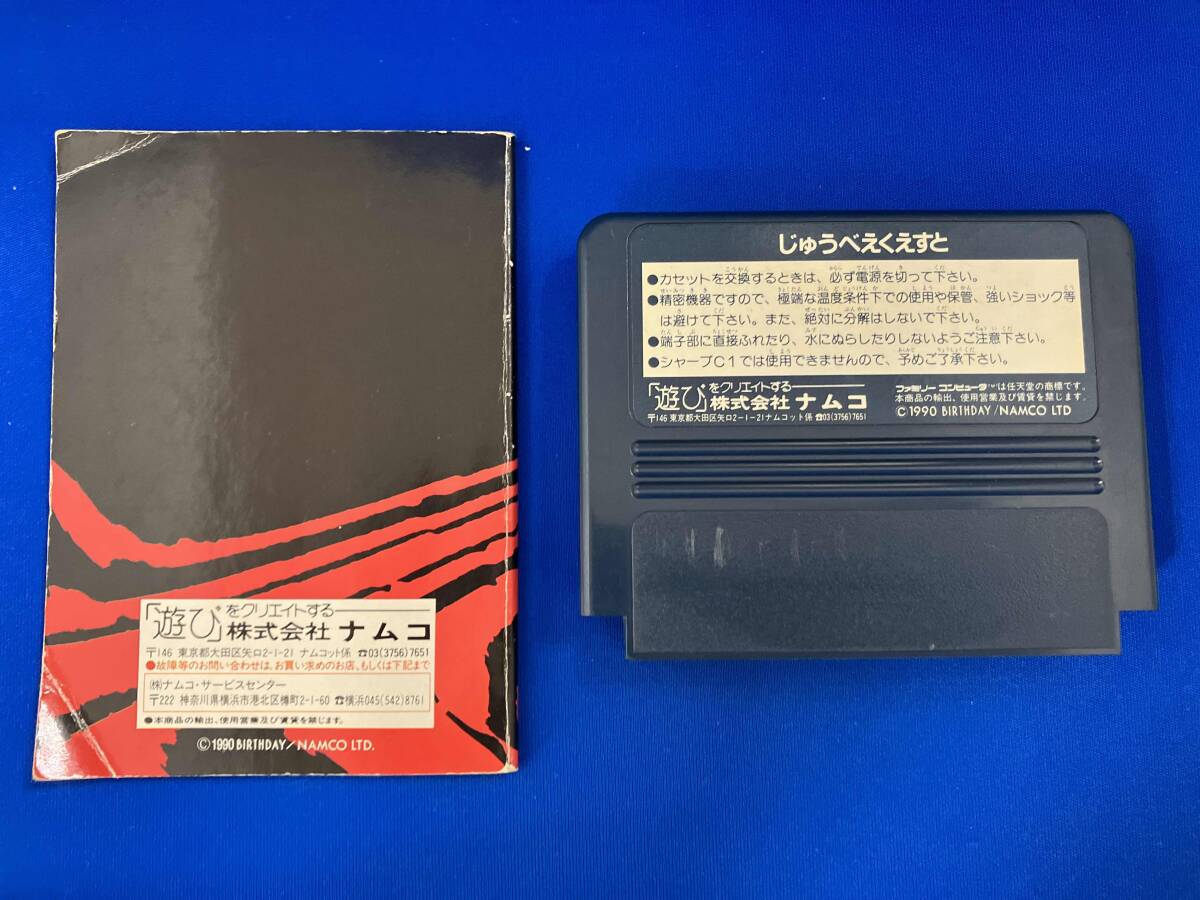 「遊び」をクリエイトする
株式会社 ナムコ
〒146 東京都大田区矢口2-1-21 ナムコット係 ☎03(3756)7651
●故障等のお問い合わせは、お買い求めのお店、もしくは下記まで
㈱ナムコ・サービスセンター
〒222 神奈川県横浜市港北区樽町2-1-60 ☎横浜045(542)8761
●本商品の輸出、使用営業及び賃貸を禁じます。
©1990 BIRTHDAY/NAMCO LTD.
じゅうべえくえすと
●カセットを交換するときは、必ず電源を切って下さい。
●精密機器ですので、極端な温度条件下での使用や保管、強いショック等
は避けて下さい。また、絶対に分解はしないで下さい。
●端子部に直接ふれたり、水にぬらしたりしないようご注意下さい。
●シャープC1では使用できませんので、予めご了承下さい。
「遊び」をクリエイトする
株式会社 ナムコ
〒146 東京都大田区矢口2-1-21ナムコット係 ☎03(3756)7651
ファミリーコンピュータ™は任天堂の商標です。
本商品の輸出、使用営業及び賃貸を禁じます。
©1990 BIRTHDAY/NAMCO LTD